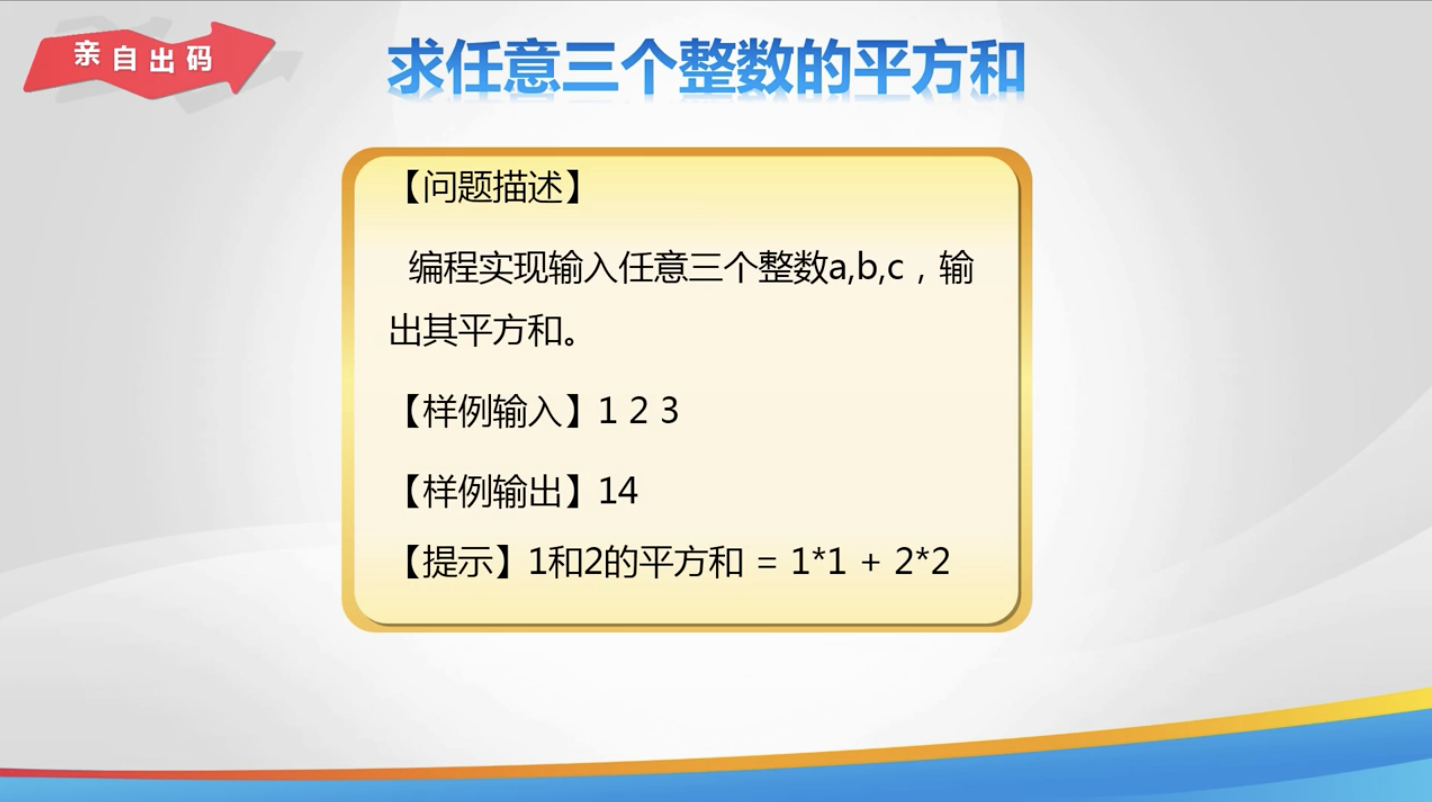 亲自出码
求任意三个整数的平方和
【问题描述】
编程实现输入任意三个整数a,b,c，输
出其平方和。
【样例输入】1 2 3
【样例输出】14
【提示】1和2的平方和 = 1*1 + 2*2